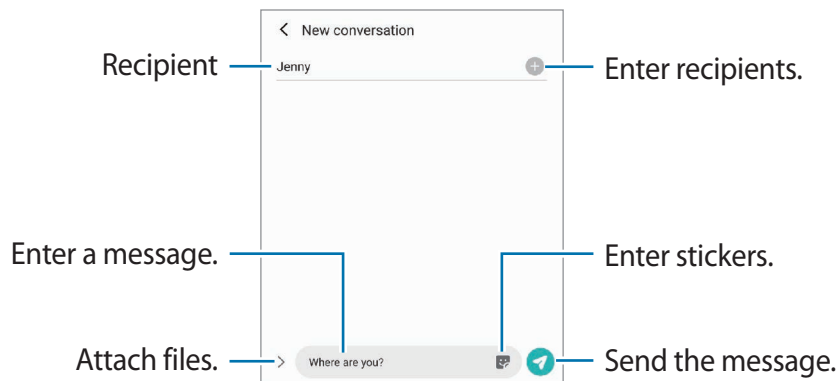 New conversation
Recipient
Jenny
Enter recipients.
Enter a message.
Enter stickers.
Attach files.
Where are you?
Send the message.